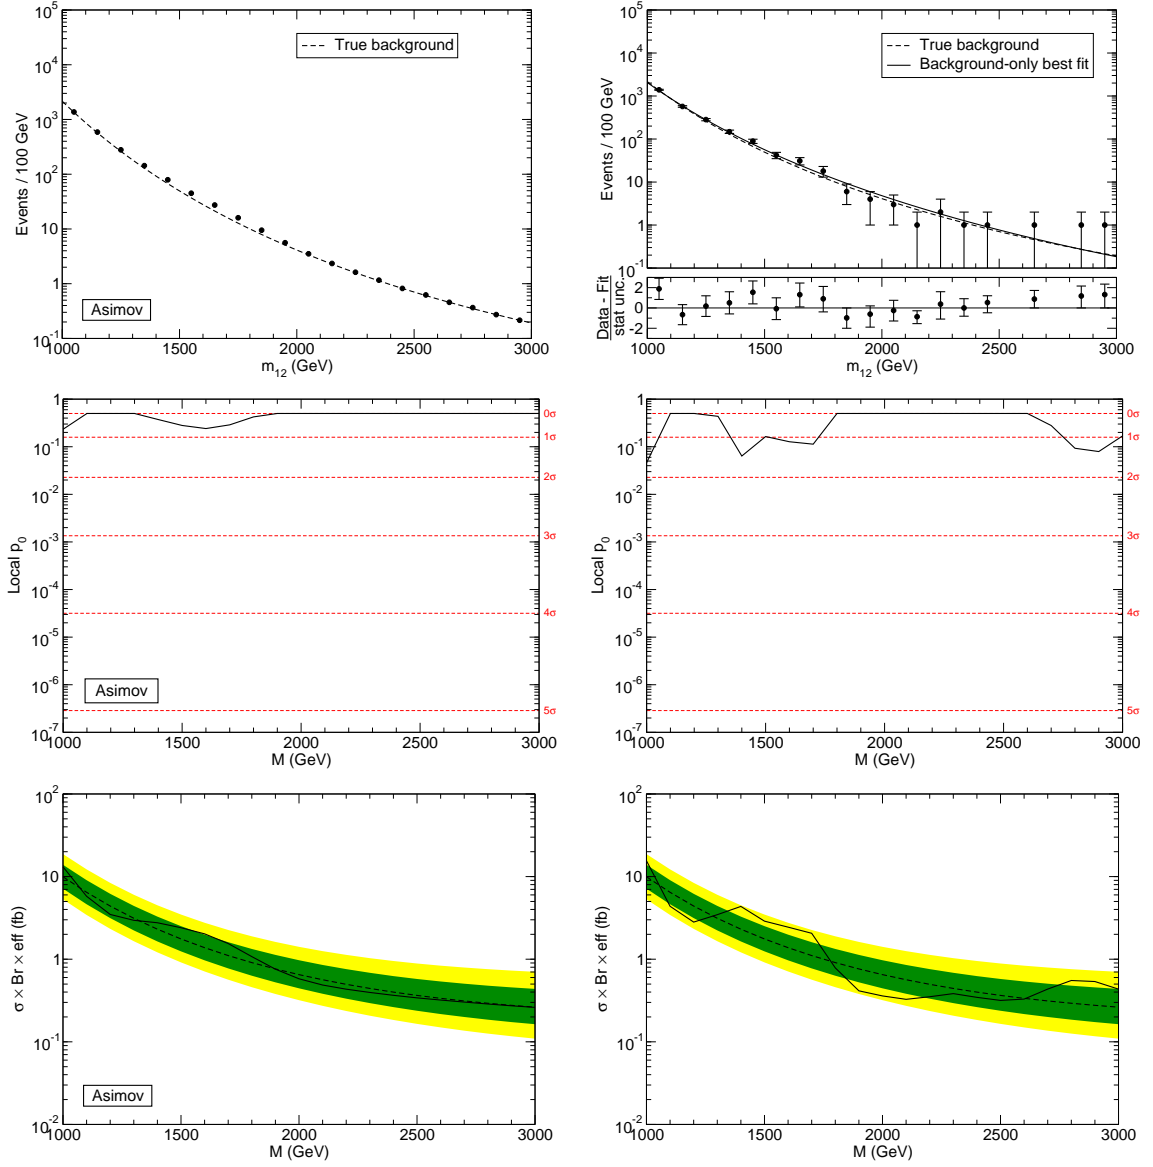 True background
Events / 100 GeV
10^5
10^4
10^3
10^2
10
1
10^-1
Asimov
1000 1500 2000 2500 3000
m_12 (GeV)
True background
Background-only best fit
Events / 100 GeV
10^5
10^4
10^3
10^2
10
1
10^-1
Data - Fit
stat unc.
2
0
-2
1000 1500 2000 2500 3000
m_12 (GeV)
Local p_0
1
10^-1
10^-2
10^-3
10^-4
10^-5
10^-6
10^-7
0σ
1σ
2σ
3σ
4σ
5σ
Asimov
1000 1500 2000 2500 3000
M (GeV)
Local p_0
1
10^-1
10^-2
10^-3
10^-4
10^-5
10^-6
10^-7
0σ
1σ
2σ
3σ
4σ
5σ
1000 1500 2000 2500 3000
M (GeV)
σ × Br × eff (fb)
10^2
10
1
10^-1
10^-2
Asimov
1000 1500 2000 2500 3000
M (GeV)
σ × Br × eff (fb)
10^2
10
1
10^-1
10^-2
1000 1500 2000 2500 3000
M (GeV)